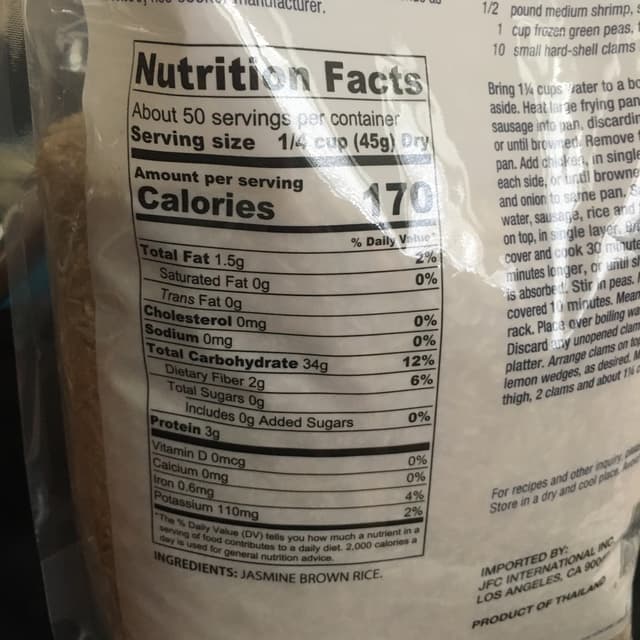 manufacturer.
Nutrition Facts
About 50 servings per container
Serving size 1/4 cup (45g) Dry
Amount per serving
Calories 170
% Daily Value*
Total Fat 1.5g 2%
Saturated Fat 0g 0%
Trans Fat 0g
Cholesterol 0mg 0%
Sodium 0mg 0%
Total Carbohydrate 34g 12%
Dietary Fiber 2g 6%
Total Sugars 0g
Includes 0g Added Sugars 0%
Protein 3g
Vitamin D 0mcg 0%
Calcium 0mg 0%
Iron 0.6mg 4%
Potassium 110mg 2%
*The % Daily Value (DV) tells you how much a nutrient in a
serving of food contributes to a daily diet. 2,000 calories a
day is used for general nutrition advice.
INGREDIENTS: JASMINE BROWN RICE.
1/2 pound medium shrimp,
1 cup frozen green peas,
10 small hard-shell clams
Bring 1¼ cups water to a
aside. Heat large frying pan
sausage into pan, discardin
or until browned. Remove
pan. Add chicken, in singl
each side, or until browne
and onion to same pan.
water, sausage, rice and
on top, in single layer.
cover and cook 30 minut
minutes longer, or until
is absorbed. Stir in peas.
covered minutes.
rack. Place over boiling wa
Discard any unopened clam
platter. Arrange clams on top
lemon wedges, as desired.
thigh, 2 clams and about
For recipes and other inquiry
Store in a dry and cool place.
IMPORTED BY:
JFC INTERNATIONAL INC.
LOS ANGELES, CA
PRODUCT OF THAILAND